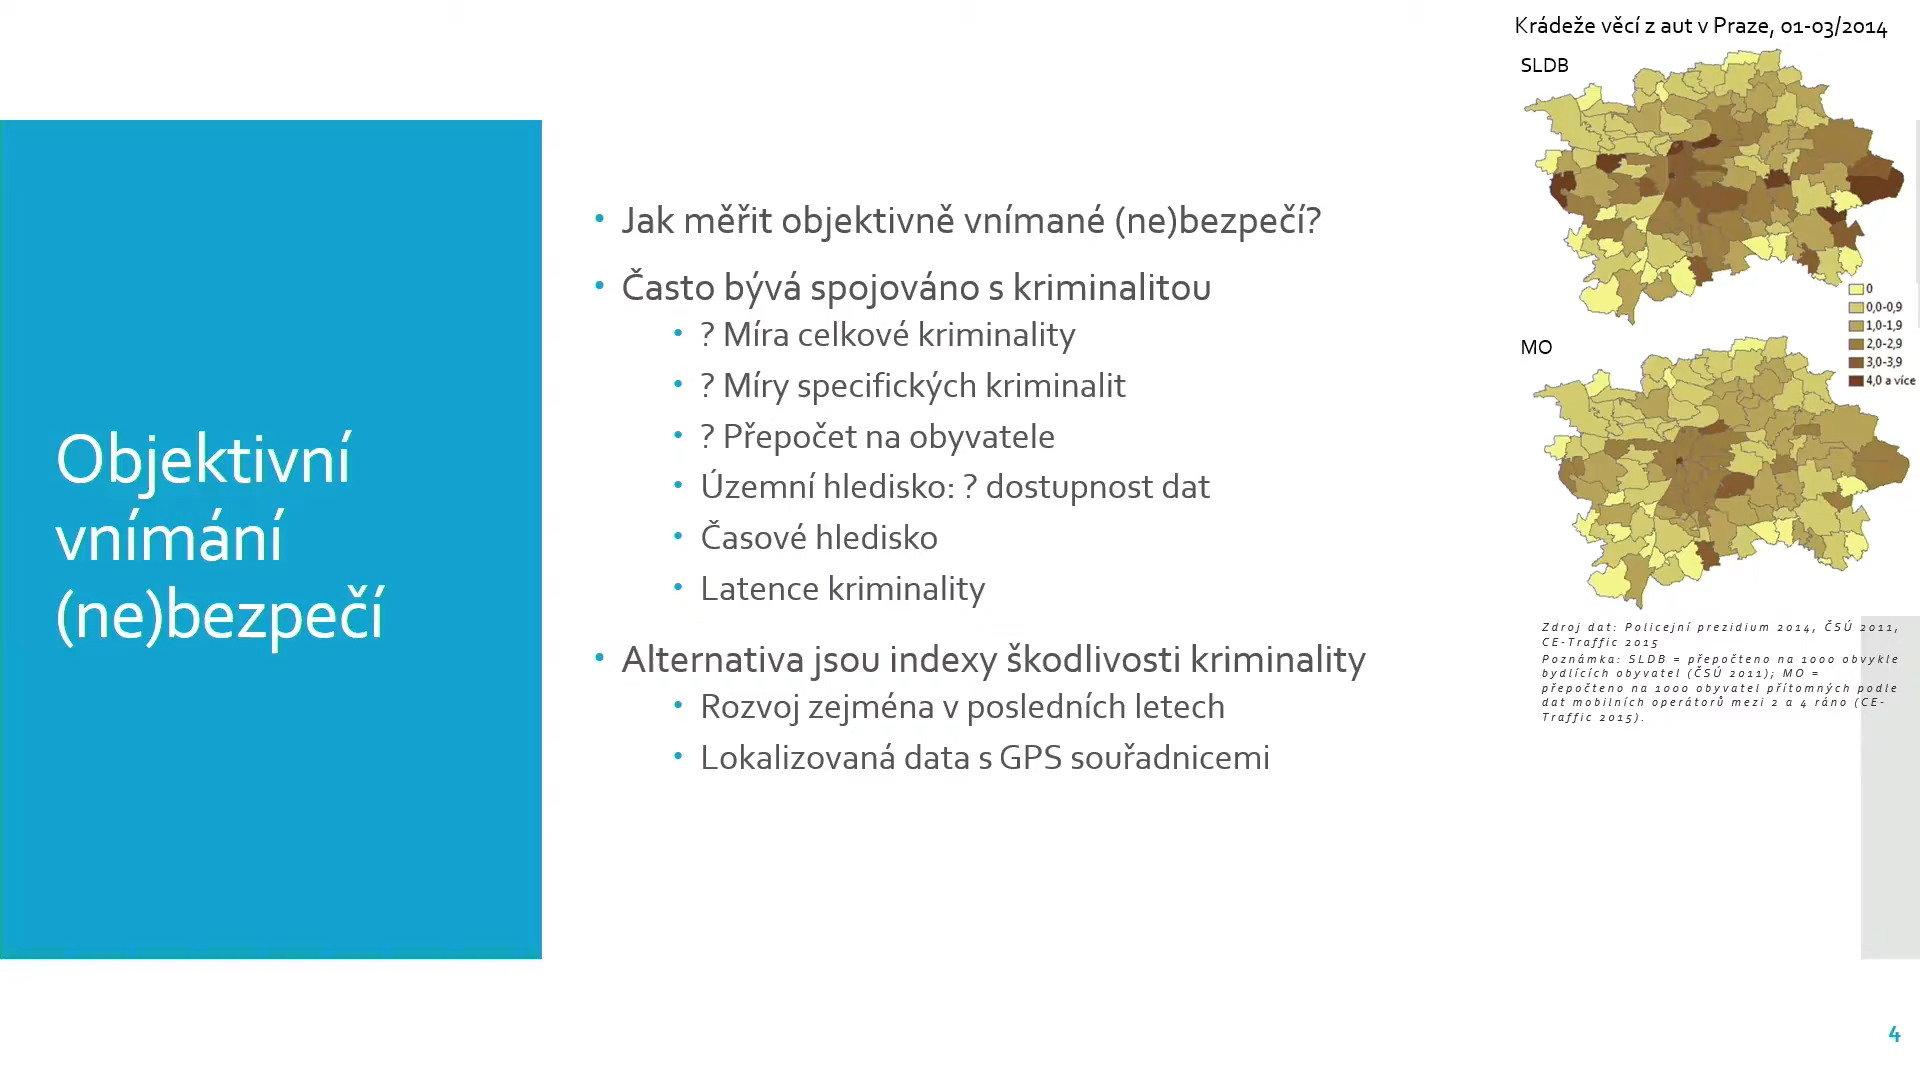 Objektivní
vnímání
(ne)bezpečí
Jak měřit objektivně vnímané (ne)bezpečí?
Často bývá spojováno s kriminalitou
? Míra celkové kriminality
? Míry specifických kriminalit
? Přepočet na obyvatele
Územní hledisko: ? dostupnost dat
Časové hledisko
Latence kriminality
Alternativa jsou indexy škodlivosti kriminality
Rozvoj zejména v posledních letech
Lokalizovaná data s GPS souřadnicemi
Krádeže věcí z aut v Praze, 01-03/2014
SLDB
0
0,0-0,9
1,0-1,9
2,0-2,9
3,0-3,9
4,0 a více
MO
Zdroj dat: Policejní prezidium 2014, ČSÚ 2011,
CE-Traffic 2015
Poznámka: SLDB = přepočteno na 1000 obvykle
bydlících obyvatel (ČSÚ 2011); MO =
přepočteno na 1000 obyvatel přítomných podle
dat mobilních operátorů mezi 2 a 4 ráno (CE-
Traffic 2015).
4